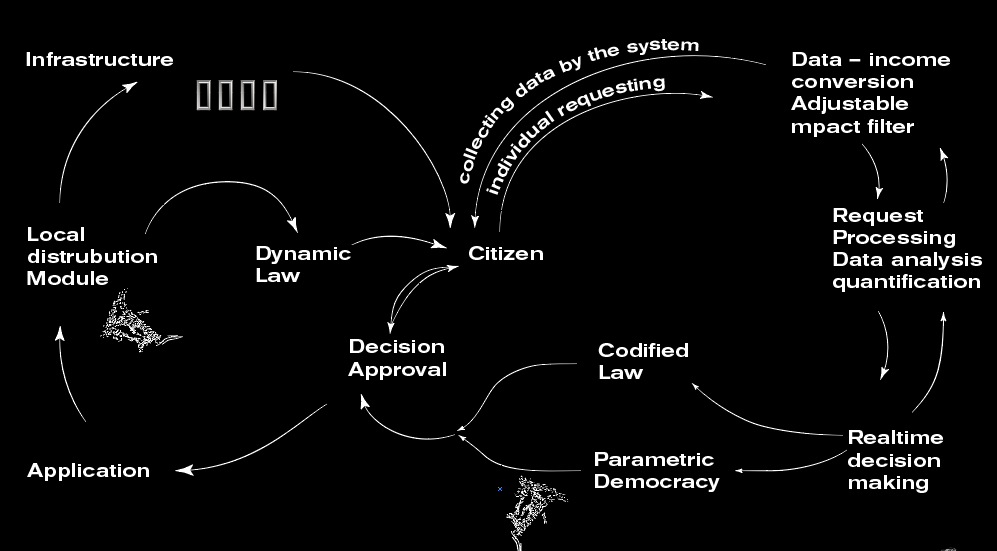 Infrastructure
collecting data by the system
individual requesting
Data – income
conversion
Adjustable
mpact filter
Local
distrubution
Module
Dynamic
Law
Citizen
Request
Processing
Data analysis
quantification
Decision
Approval
Codified
Law
Application
Parametric
Democracy
Realtime
decision
making